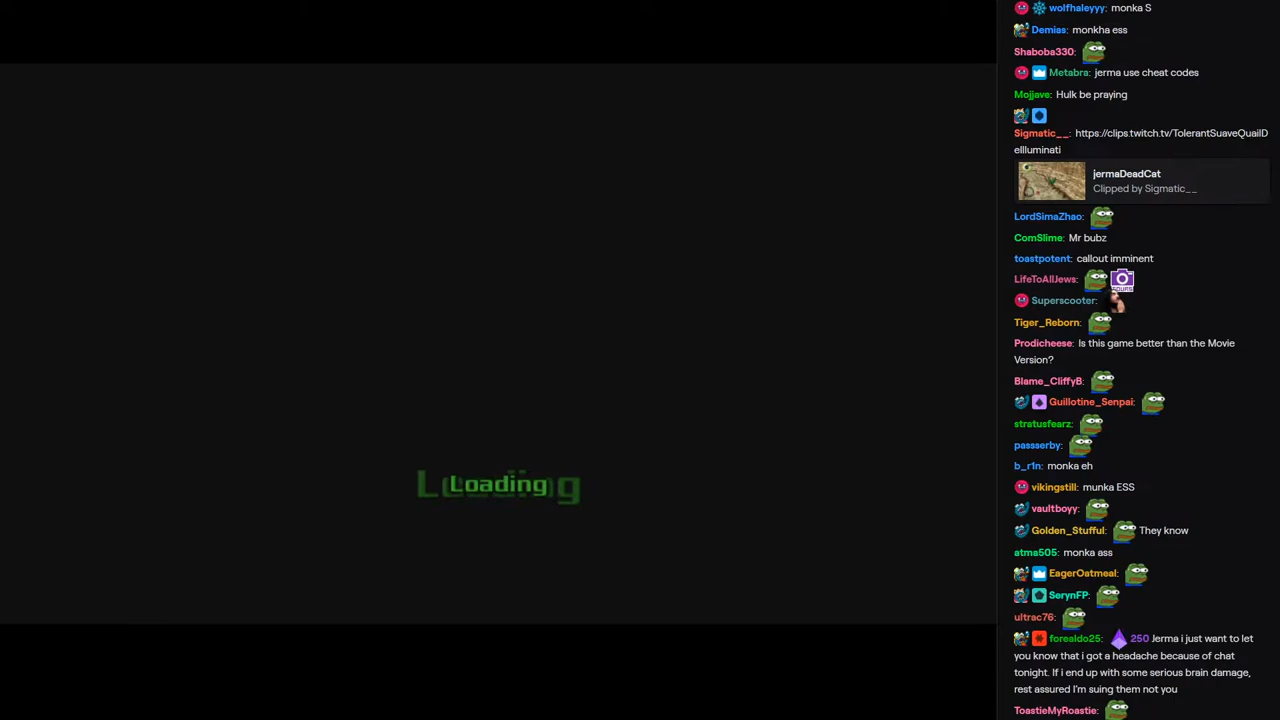 Loading
wolfhaleyyy: monka S
Demias: monkha ess
Shaboba330:
Metabra: jerma use cheat codes
Mojjave: Hulk be praying
Sigmatic__: https://clips.twitch.tv/TolerantSuaveQuailD
ellluminati
jermaDeadCat
Clipped by Sigmatic__
LordSimaZhao:
ComSlime: Mr bubz
toastpotent: callout imminent
LifeToAllJews:
Superscooter:
Tiger_Reborn:
Prodicheese: Is this game better than the Movie
Version?
Blame_CliffyB:
Guillotine_Senpai:
stratusfearz:
passserby:
b_r1n: monka eh
vikingstill: munka ESS
vaultboyy:
Golden_Stufful: They know
atma505: monka ass
EagerOatmeal:
SerynFP:
ultrac76:
forealdo25: 250 Jerma i just want to let
you know that i got a headache because of chat
tonight. If i end up with some serious brain damage,
rest assured I'm suing them not you
ToastieMyRoastie: